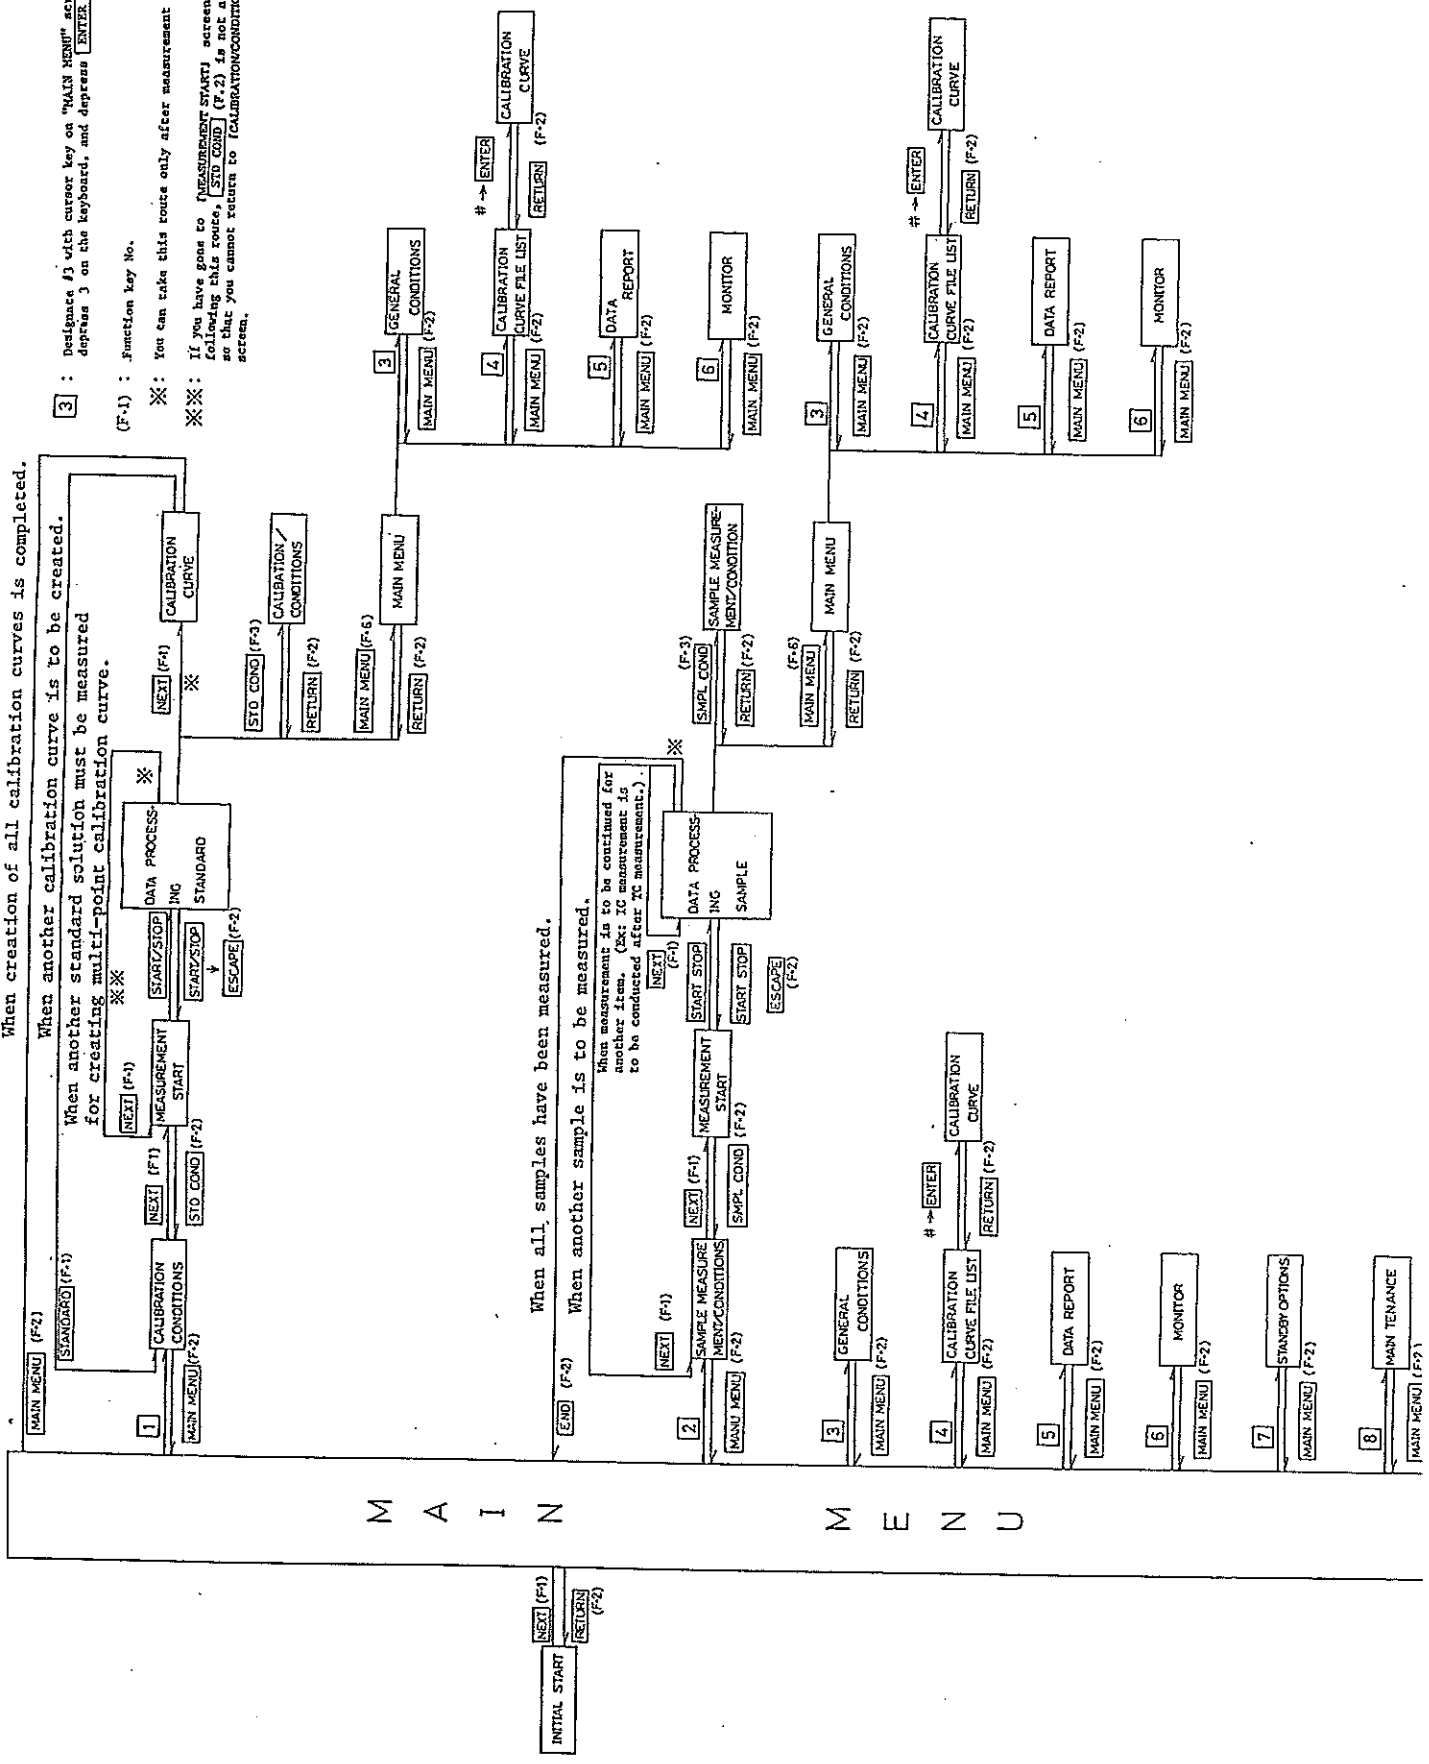 When creation of all calibration curves is completed.
MAIN MENU (F·2)
When another calibration curve is to be created.
STANDARD (F·1)
When another standard solution must be measured
for creating multi-point calibration curve.
NEXT (F·1)
※※
※
1
MAIN MENU (F·2)
CALIBRATION
CONDITIONS
NEXT (F1)
STD COND (F·2)
MEASUREMENT
START
START/STOP
START/STOP
↓
ESCAPE (F·2)
DATA PROCESS-
ING
STANDARD
NEXT (F·1)
※
CALIBRATION
CURVE
STD COND (F·3)
RETURN (F·2)
CALIBATION/
CONDITIONS
MAIN MENU (F·6)
RETURN (F·2)
MAIN MENU
3
MAIN MENU (F·2)
GENERAL
CONDITIONS
4
MAIN MENU (F·2)
CALIBRATION
CURVE FILE LIST
# → ENTER
RETURN (F·2)
CALIBRATION
CURVE
5
MAIN MENU (F·2)
DATA
REPORT
6
MAIN MENU (F·2)
MONITOR
3 : Designate #3 with cursor key on "MAIN MENU"
depress 3 on the keyboard, and depress ENTER
(F·1) : Function key No.
※ : You can take this route only after measurement
※※ : If you have gone to [MEASUREMENT START] screen
following this route, STD COND (F.2) is not
so that you cannot return to
screen.
INITIAL START
NEXT (F·1)
RETURN
(F·2)
MAIN MENU
When all samples have been measured.
END (F·2)
When another sample is to be measured.
NEXT (F·1)
When measurement is to be continued for
another item. (Ex: IC measurement is
to be conducted after TC measurement.)
NEXT
(F·1)
※
2
MANU MENU (F·2)
SAMPLE MEASURE
MENT/CONDITIONS
NEXT (F·1)
SMPL COND (F·2)
MEASUREMENT
START
START STOP
START STOP
ESCAPE
(F·2)
DATA PROCESS-
ING
SAMPLE
(F·3)
SMPL COND
RETURN (F·2)
SAMPLE MEASURE-
MENT/CONDITION
(F·6)
MAIN MENU
RETURN (F·2)
MAIN MENU
3
MAIN MENU (F·2)
GENERAL
CONDITIONS
4
MAIN MENU (F·2)
CALIBRATION
CURVE FILE LIST
# → ENTER
RETURN (F·2)
CALIBRATION
CURVE
5
MAIN MENU (F·2)
DATA REPORT
6
MAIN MENU (F·2)
MONITOR
3
MAIN MENU (F·2)
GENERAL
CONDITIONS
4
MAIN MENU (F·2)
CALIBRATION
CURVE FILE LIST
# → ENTER
RETURN (F·2)
CALIBRATION
CURVE
5
MAIN MENU (F·2)
DATA REPORT
6
MAIN MENU (F·2)
MONITOR
7
MAIN MENU (F·2)
STANDBY OPTIONS
8
MAIN MENU (F·2)
MAIN TENANCE